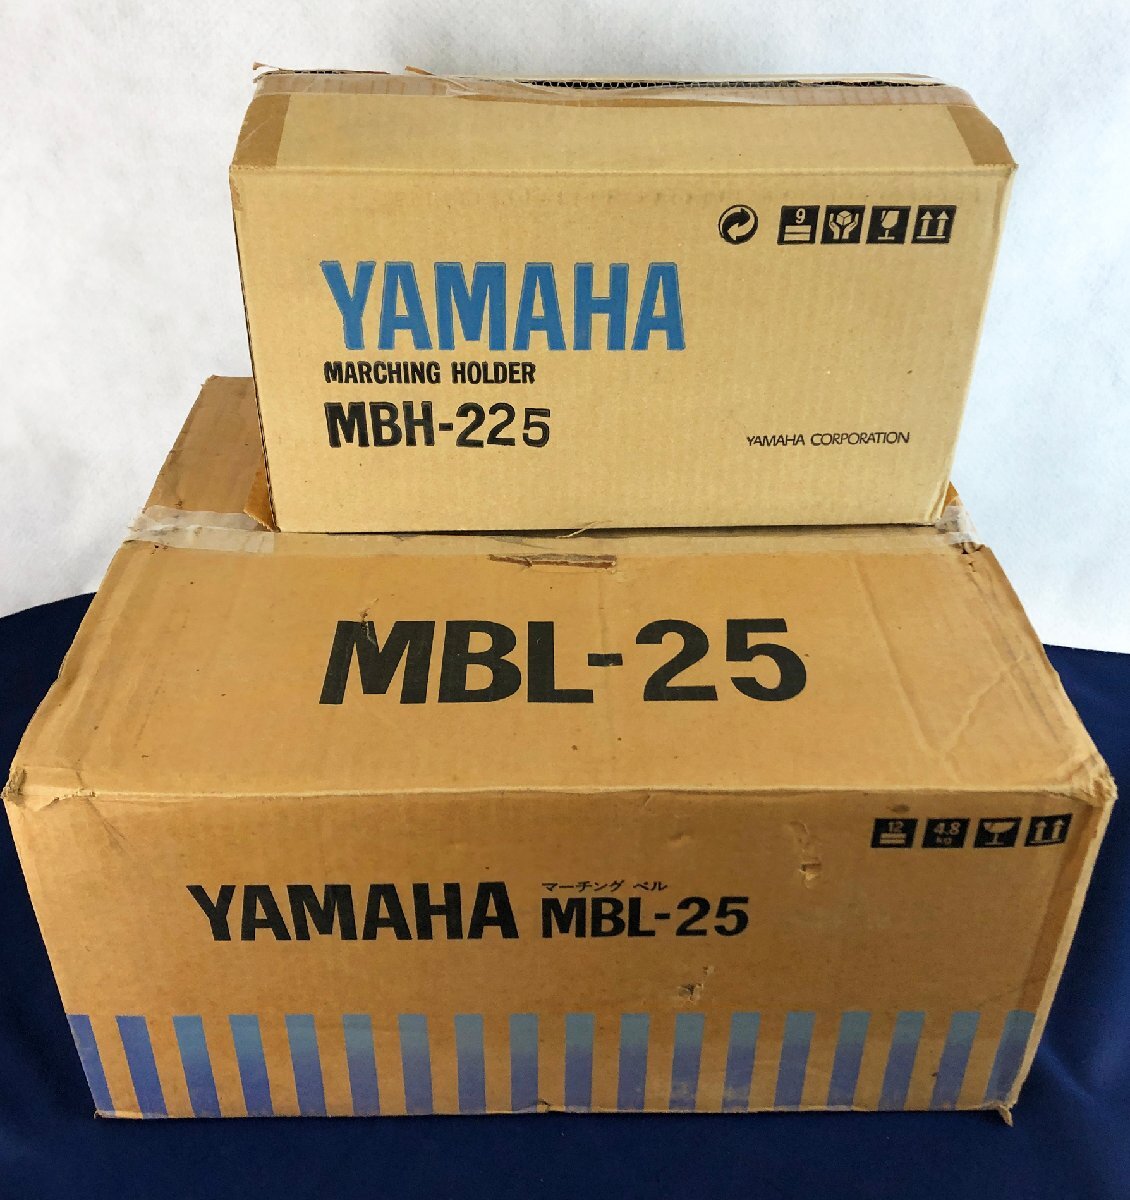 9
YAMAHA
MARCHING HOLDER
MBH-225
YAMAHA CORPORATION
MBL-25
12 4.8 kg
マーチング ベル
YAMAHA MBL-25